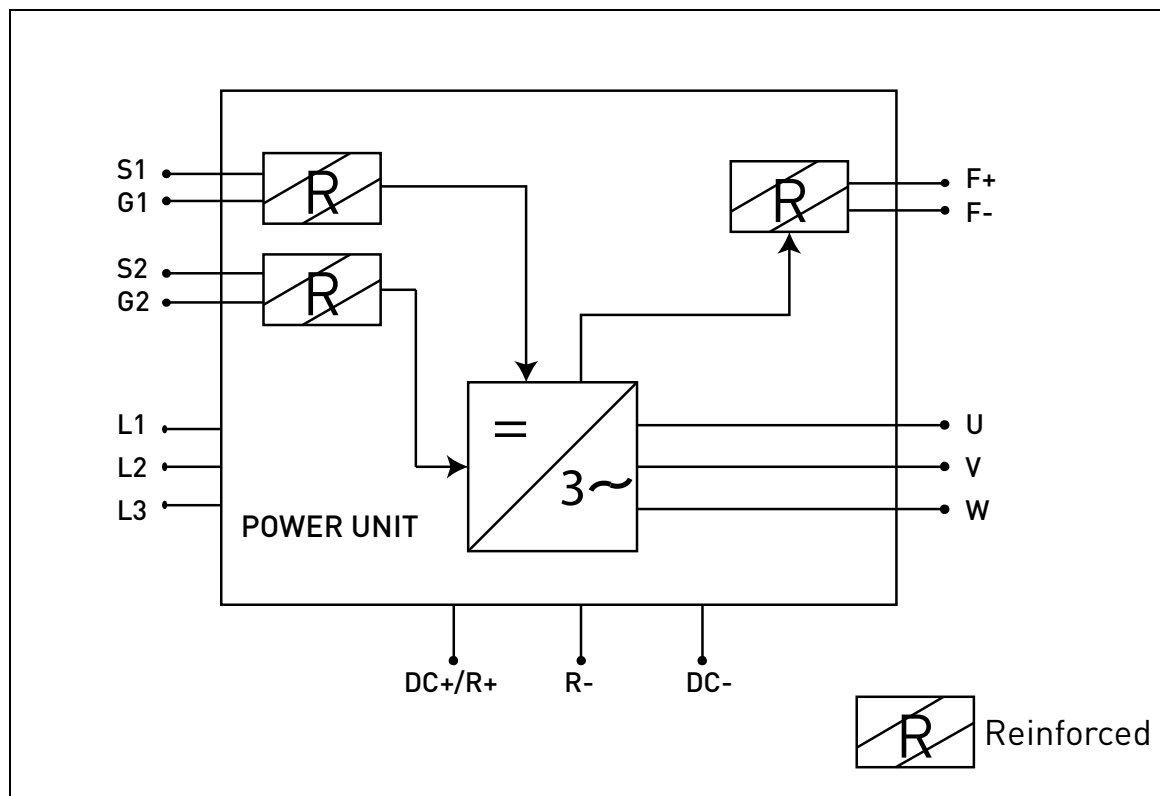 S1
G1
R
S2
G2
R
R
F+
F-
L1
L2
L3
POWER UNIT
=
3~
U
V
W
DC+/R+
R-
DC-
R
Reinforced